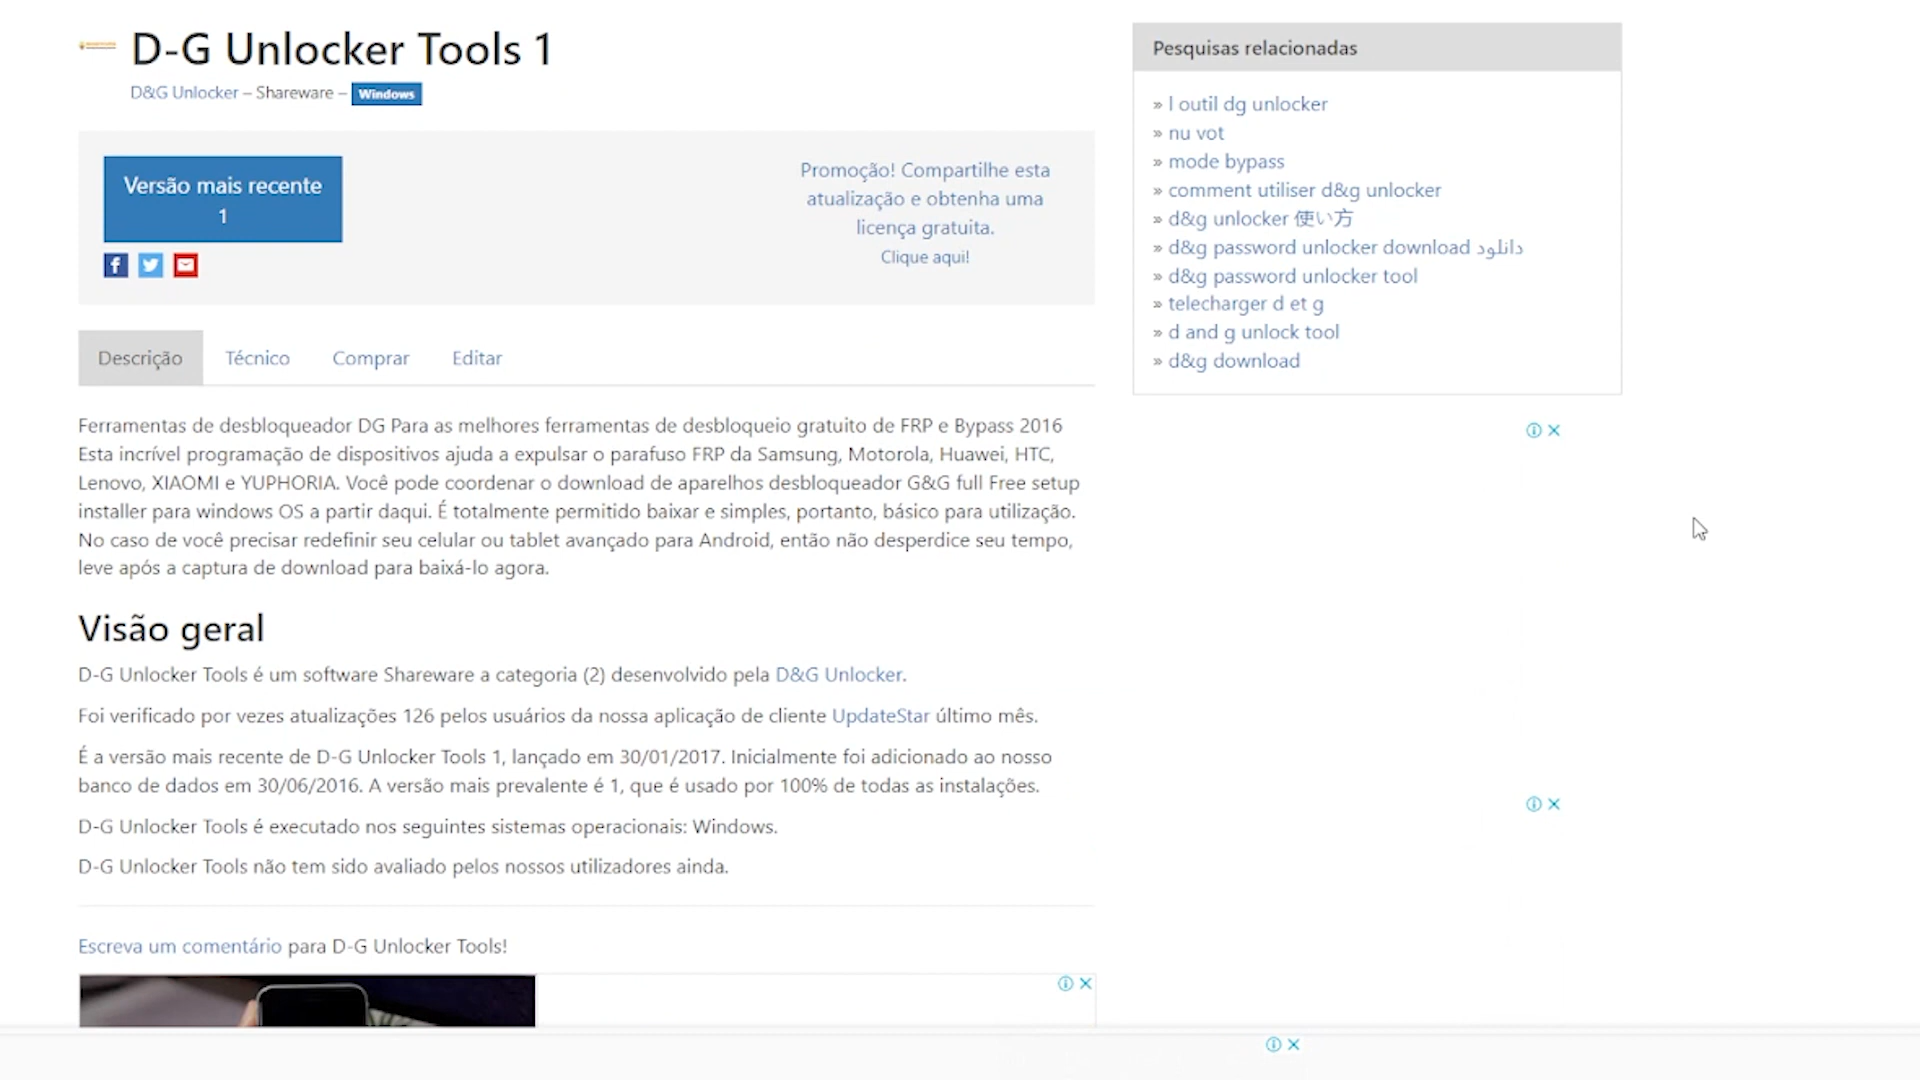 D-G Unlocker Tools 1
D&G Unlocker – Shareware – Windows
Versão mais recente
1
Promoção! Compartilhe esta
atualização e obtenha uma
licença gratuita.
Clique aqui!
Descrição Técnico Comprar Editar
Ferramentas de desbloqueador DG Para as melhores ferramentas de desbloqueio gratuito de FRP e Bypass 2016
Esta incrível programação de dispositivos ajuda a expulsar o parafuso FRP da Samsung, Motorola, Huawei, HTC,
Lenovo, XIAOMI e YUPHORIA. Você pode coordenar o download de aparelhos desbloqueador G&G full Free setup
installer para windows OS a partir daqui. É totalmente permitido baixar e simples, portanto, básico para utilização.
No caso de você precisar redefinir seu celular ou tablet avançado para Android, então não desperdice seu tempo,
leve após a captura de download para baixá-lo agora.
Visão geral
D-G Unlocker Tools é um software Shareware a categoria (2) desenvolvido pela D&G Unlocker.
Foi verificado por vezes atualizações 126 pelos usuários da nossa aplicação de cliente UpdateStar último mês.
É a versão mais recente de D-G Unlocker Tools 1, lançado em 30/01/2017. Inicialmente foi adicionado ao nosso
banco de dados em 30/06/2016. A versão mais prevalente é 1, que é usado por 100% de todas as instalações.
D-G Unlocker Tools é executado nos seguintes sistemas operacionais: Windows.
D-G Unlocker Tools não tem sido avaliado pelos nossos utilizadores ainda.
Escreva um comentário para D-G Unlocker Tools!
Pesquisas relacionadas
» l outil dg unlocker
» nu vot
» mode bypass
» comment utiliser d&g unlocker
» d&g unlocker 使い方
» d&g password unlocker download دانلود
» d&g password unlocker tool
» telecharger d et g
» d and g unlock tool
» d&g download